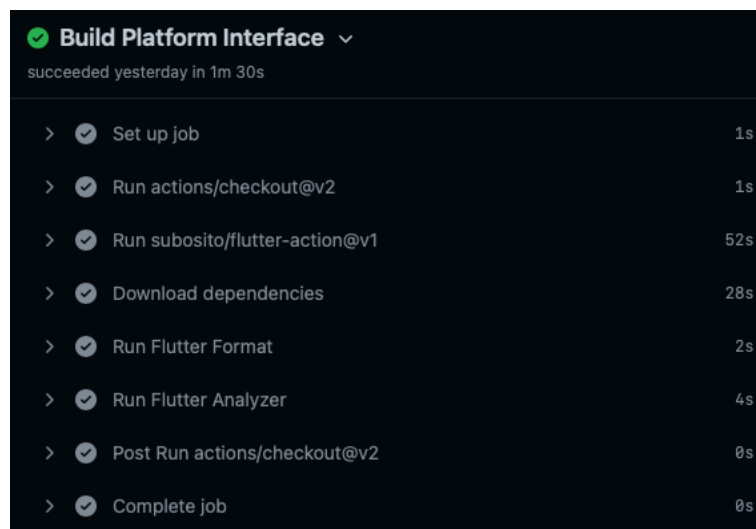 Build Platform Interface
succeeded yesterday in 1m 30s
Set up job 1s
Run actions/checkout@v2 1s
Run subosito/flutter-action@v1 52s
Download dependencies 28s
Run Flutter Format 2s
Run Flutter Analyzer 4s
Post Run actions/checkout@v2 0s
Complete job 0s